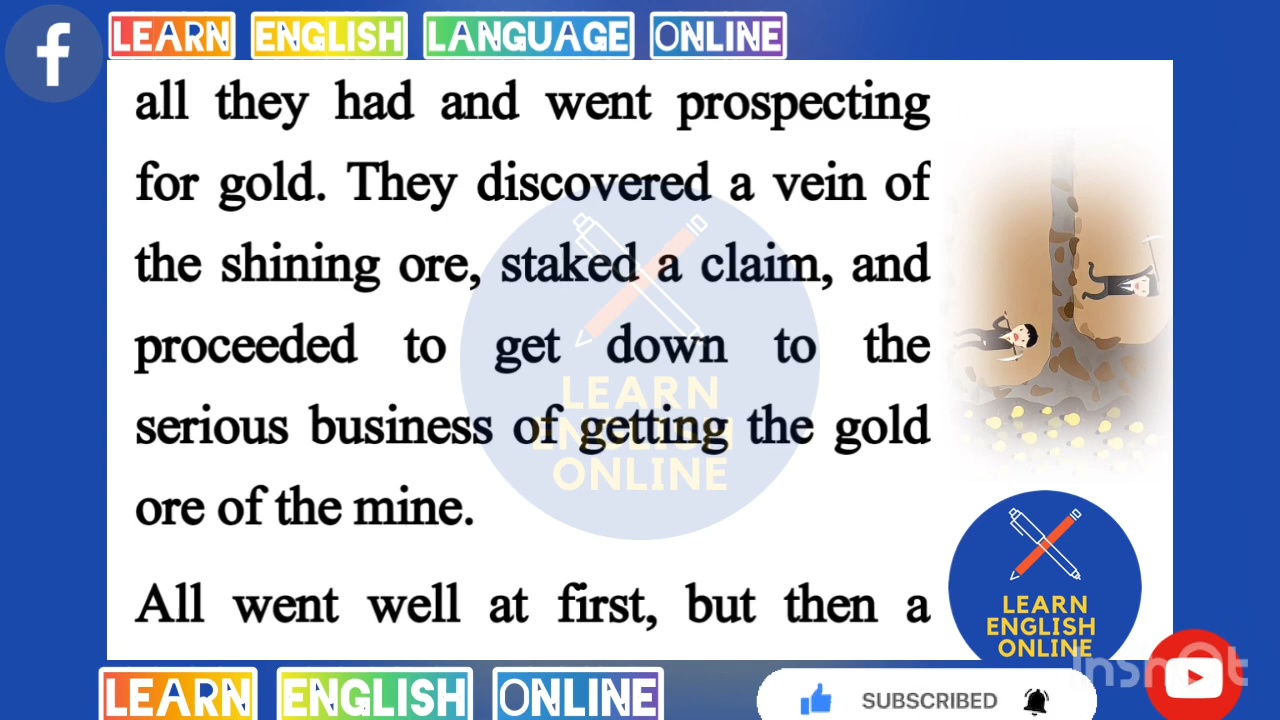 f
LEARN ENGLISH LANGUAGE ONLINE
all they had and went prospecting
for gold. They discovered a vein of
the shining ore, staked a claim, and
proceeded to get down to the
serious business of getting the gold
ore of the mine.
All went well at first, but then a
LEARN
ENGLISH
ONLINE
LEARN
ENGLISH
ONLINE
InShOt
LEARN ENGLISH ONLINE
SUBSCRIBED